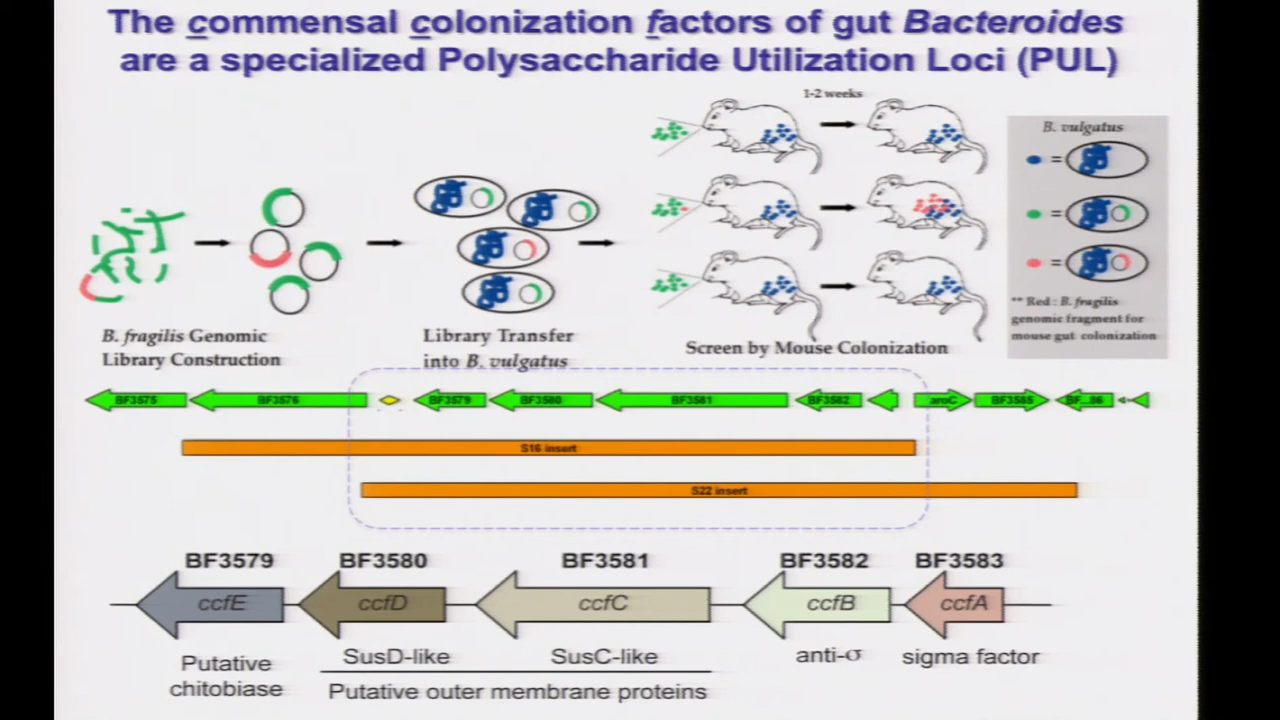 The commensal colonization factors of gut Bacteroides
are a specialized Polysaccharide Utilization Loci (PUL)
1-2 weeks
B. vulgatus
=
=
=
** Red : B. fragilis
genomic fragment for
mouse gut colonization
B. fragilis Genomic
Library Construction
Library Transfer
into B. vulgatus
Screen by Mouse Colonization
BF3575 BF3576 BF3579 BF3580 BF3581 BF3582 aroC BF3585 BF...86
S16 insert
S22 insert
BF3579 BF3580 BF3581 BF3582 BF3583
ccfE ccfD ccfC ccfB ccfA
Putative
chitobiase
SusD-like SusC-like
Putative outer membrane proteins
anti-σ
sigma factor